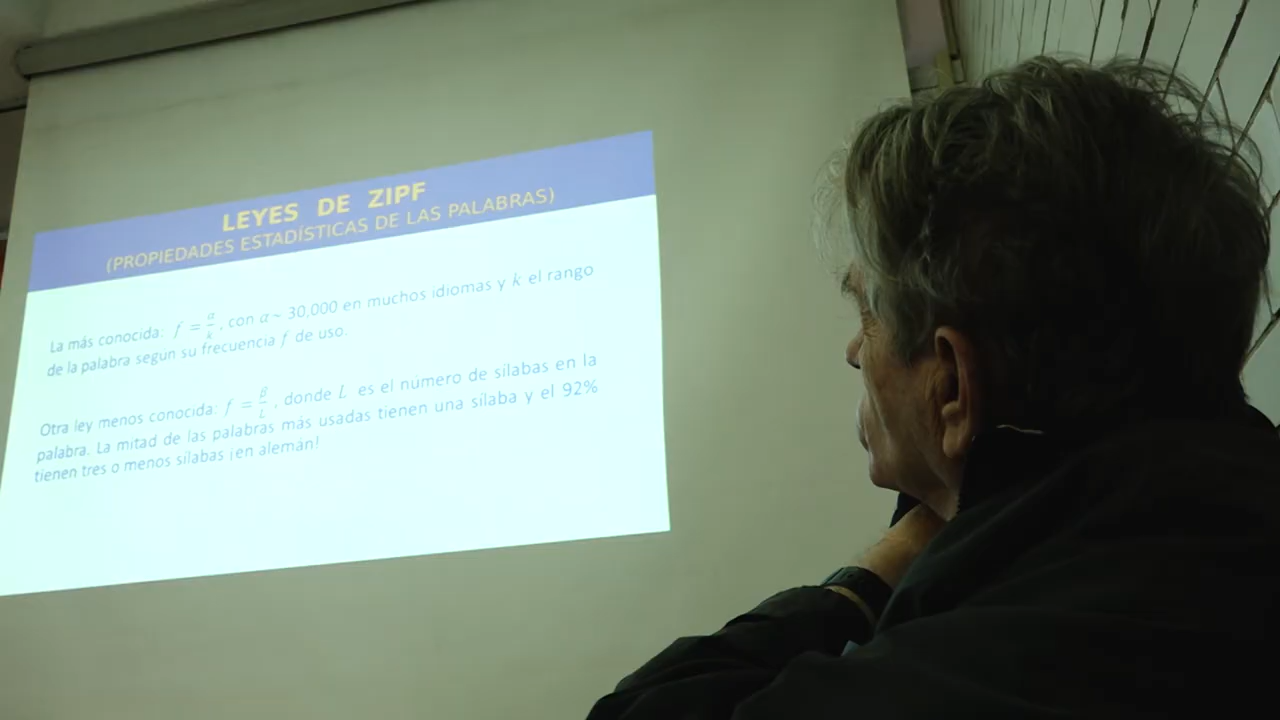 LEYES DE ZIPF
(PROPIEDADES ESTADÍSTICAS DE LAS PALABRAS)
La más conocida: f = α/k, con α ~ 30,000 en muchos idiomas y k el rango
de la palabra segun su frecuencia f de uso.
Otra ley menos conocida: f = β/L, donde L es el número de sílabas en la
palabra. La mitad de las palabras más usadas tienen una sílaba y el 92%
tienen tres o menos sílabas ¡en alemán!